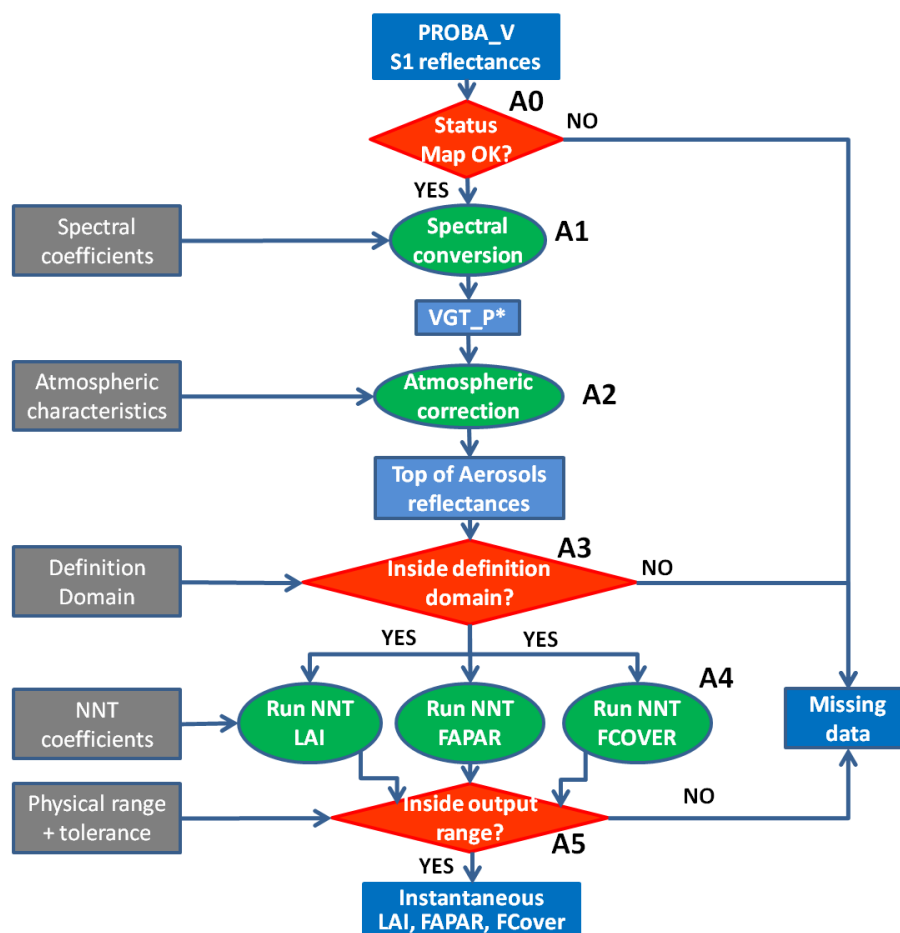 PROBA_V
S1 reflectances
A0
Status
Map OK?
NO
YES
Spectral
coefficients
Spectral
conversion
A1
VGT_P*
Atmospheric
characteristics
Atmospheric
correction
A2
Top of Aerosols
reflectances
A3
Definition
Domain
Inside definition
domain?
NO
YES
YES
A4
NNT
coefficients
Run NNT
LAI
Run NNT
FAPAR
Run NNT
FCOVER
Missing
data
Physical range
+ tolerance
Inside output
range?
NO
A5
YES
Instantaneous
LAI, FAPAR, FCover